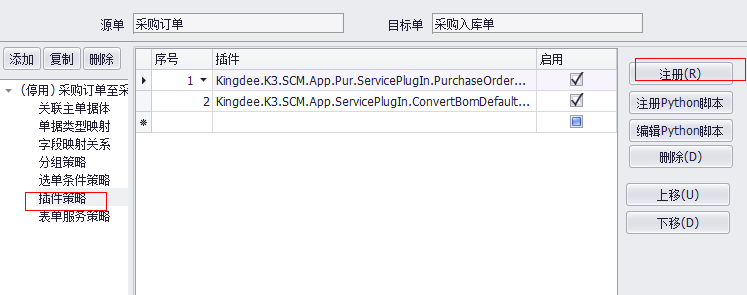 源单 采购订单 目标单 采购入库单
添加 复制 删除
(停用) 采购订单至采
关联主单据体
单据类型映射
字段映射关系
分组策略
选单条件策略
插件策略
表单服务策略
序号 插件 启用
1 Kingdee.K3.SCM.App.Pur.ServicePlugIn.PurchaseOrder...
2 Kingdee.K3.SCM.App.ServicePlugIn.ConvertBomDefault...
注册(R)
注册Python脚本
编辑Python脚本
删除(D)
上移(U)
下移(D)